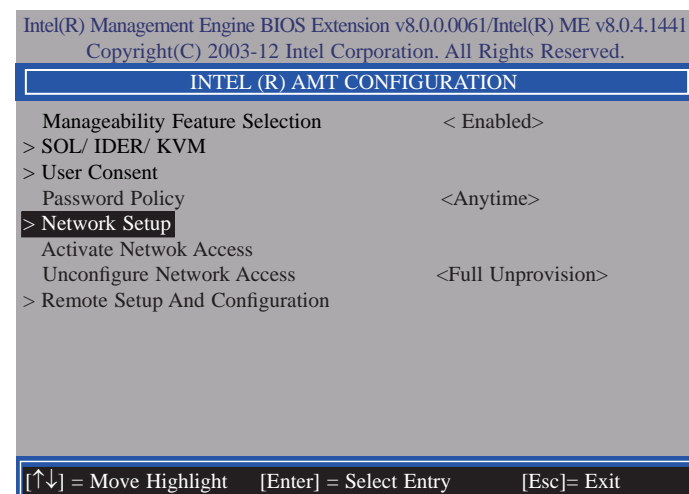 Intel(R) Management Engine BIOS Extension v8.0.0.0061/Intel(R) ME v8.0.4.1441
Copyright(C) 2003-12 Intel Corporation. All Rights Reserved.
INTEL (R) AMT CONFIGURATION
Manageability Feature Selection < Enabled>
> SOL/ IDER/ KVM
> User Consent
Password Policy <Anytime>
> Network Setup
Activate Netwok Access
Unconfigure Network Access <Full Unprovision>
> Remote Setup And Configuration
[↑↓] = Move Highlight [Enter] = Select Entry [Esc]= Exit